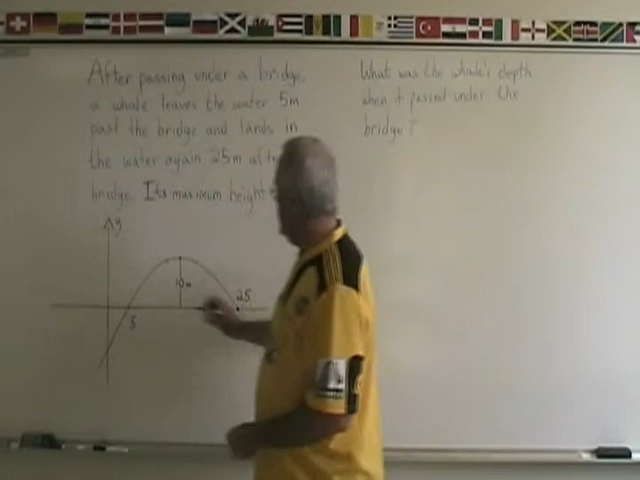 After passing under a bridge,
a whale leaves the water 5m
past the bridge and lands in
the water again 25m
bridge. Its maximum height
What was the whale's depth
when it passed under the
bridge?
y
10m
25
5